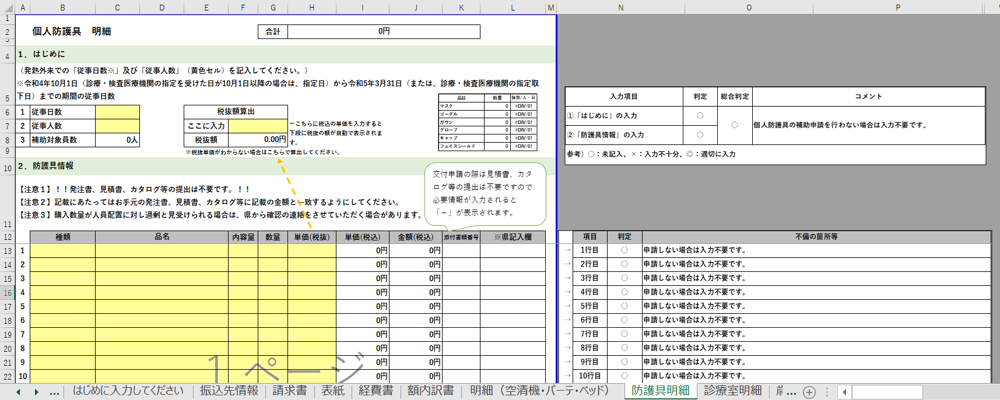 A B C D E F G H I J K L M N O P
1
2 個人防護具　明細 合計 0円
3
4 1．はじめに
（発熱外来での「従事日数※」及び「従事人数」（黄色セル）を記入してください。）
※令和4年10月1日（診療・検査医療機関の指定を受けた日が10月1日以降の場合は、指定日）から令和5年3月31日（または、診療・検査医療機関の指定取
5 下日）までの期間の従事日数
6 1 従事日数 税抜額算出
7 2 従事人数 ここに入力
8 3 補助対象員数 0人 税抜額 0.00円
9
←こちらに税込の単価を入力すると
下段に税抜の額が自動で表示されま
す。
※税抜単価がわからない場合はこちらで算出してください。
品目 数量 個数/人・日
マスク 0 #DIV/0!
ゴーグル 0 #DIV/0!
ガウン 0 #DIV/0!
グローブ 0 #DIV/0!
キャップ 0 #DIV/0!
フェイスシールド 0 #DIV/0!
入力項目 判定 総合判定 コメント
①「はじめに」の入力 ○ ○ 個人防護具の補助申請を行わない場合は入力不要です。
②「防護具情報」の入力 ○
参考）○：未記入、×：入力不十分、◎：適切に入力
10 2．防護具情報
【注意１】！！発注書、見積書、カタログ等の提出は不要です。！！
【注意２】記載にあたってはお手元の発注書、見積書、カタログ等に記載の金額と一致するようにしてください。
【注意３】購入数量が人員配置に対し過剰と見受けられる場合は、県から確認の連絡をさせていただく場合があります。
11
交付申請の際は見積書、カタ
ログ等の提出は不要ですので
必要情報が入力されると
「－」が表示されます。
12 種類 品名 内容量 数量 単価(税抜) 単価(税込) 金額(税込) 添付書類番号 ※県記入欄 項目 判定 不備の箇所等
13 1 0円 0円 → 1行目 ○ 申請しない場合は入力不要です。
14 2 0円 0円 → 2行目 ○ 申請しない場合は入力不要です。
15 3 0円 0円 → 3行目 ○ 申請しない場合は入力不要です。
16 4 0円 0円 → 4行目 ○ 申請しない場合は入力不要です。
17 5 0円 0円 → 5行目 ○ 申請しない場合は入力不要です。
18 6 0円 0円 → 6行目 ○ 申請しない場合は入力不要です。
19 7 0円 0円 → 7行目 ○ 申請しない場合は入力不要です。
20 8 0円 0円 → 8行目 ○ 申請しない場合は入力不要です。
21 9 0円 0円 → 9行目 ○ 申請しない場合は入力不要です。
22 10 0円 0円 → 10行目 ○ 申請しない場合は入力不要です。
1 ページ
... はじめに入力してください 振込先情報 請求書 表紙 経費書 額内訳書 明細（空清機・パーテ・ベッド） 防護具明細 診療室明細 ...